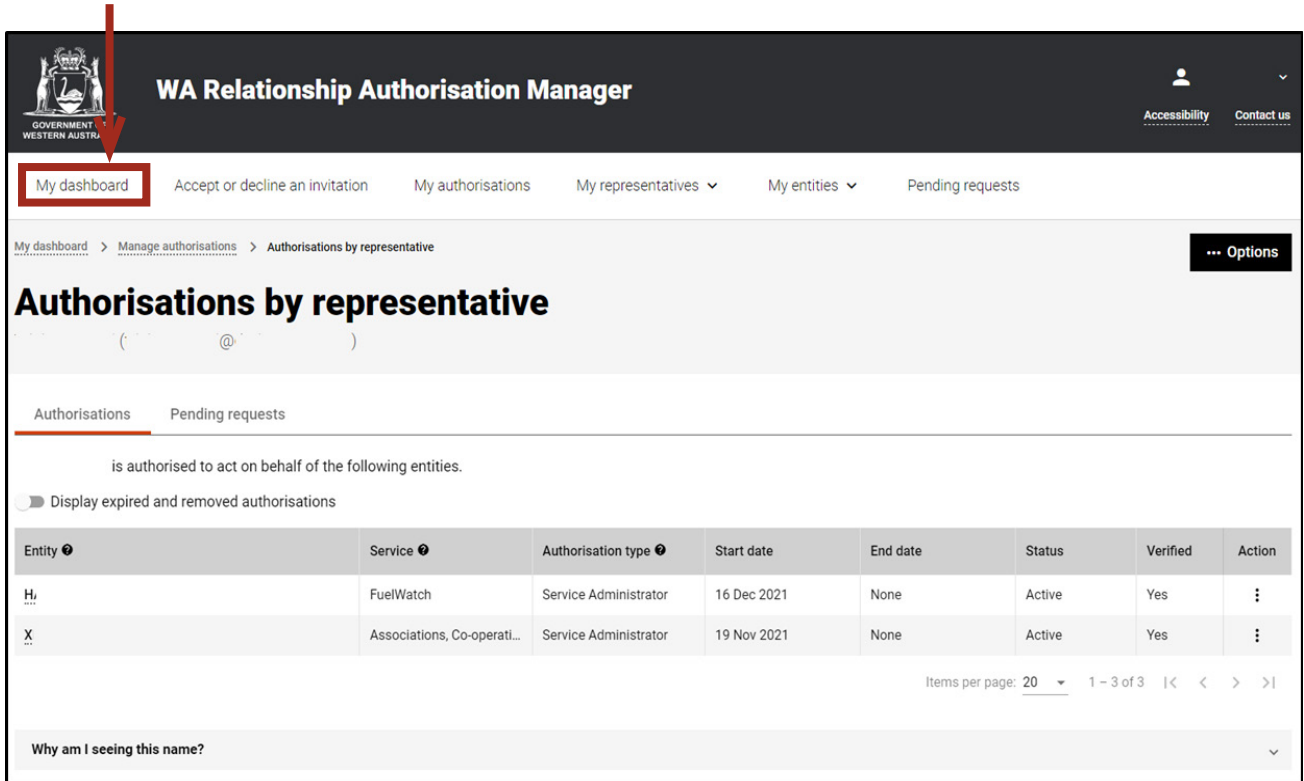 WA Relationship Authorisation Manager
GOVERNMENT
WESTERN
Accessibility Contact us
My dashboard Accept or decline an invitation My authorisations My representatives My entities Pending requests
My dashboard > Manage authorisations > Authorisations by representative
••• Options
Authorisations by representative
( @ )
Authorisations Pending requests
is authorised to act on behalf of the following entities.
Display expired and removed authorisations
Entity Service Authorisation type Start date End date Status Verified Action
FuelWatch Service Administrator 16 Dec 2021 None Active Yes
X Associations, Co-operati... Service Administrator 19 Nov 2021 None Active Yes
Items per page: 20 1 – 3 of 3 |< < > >|
Why am I seeing this name?